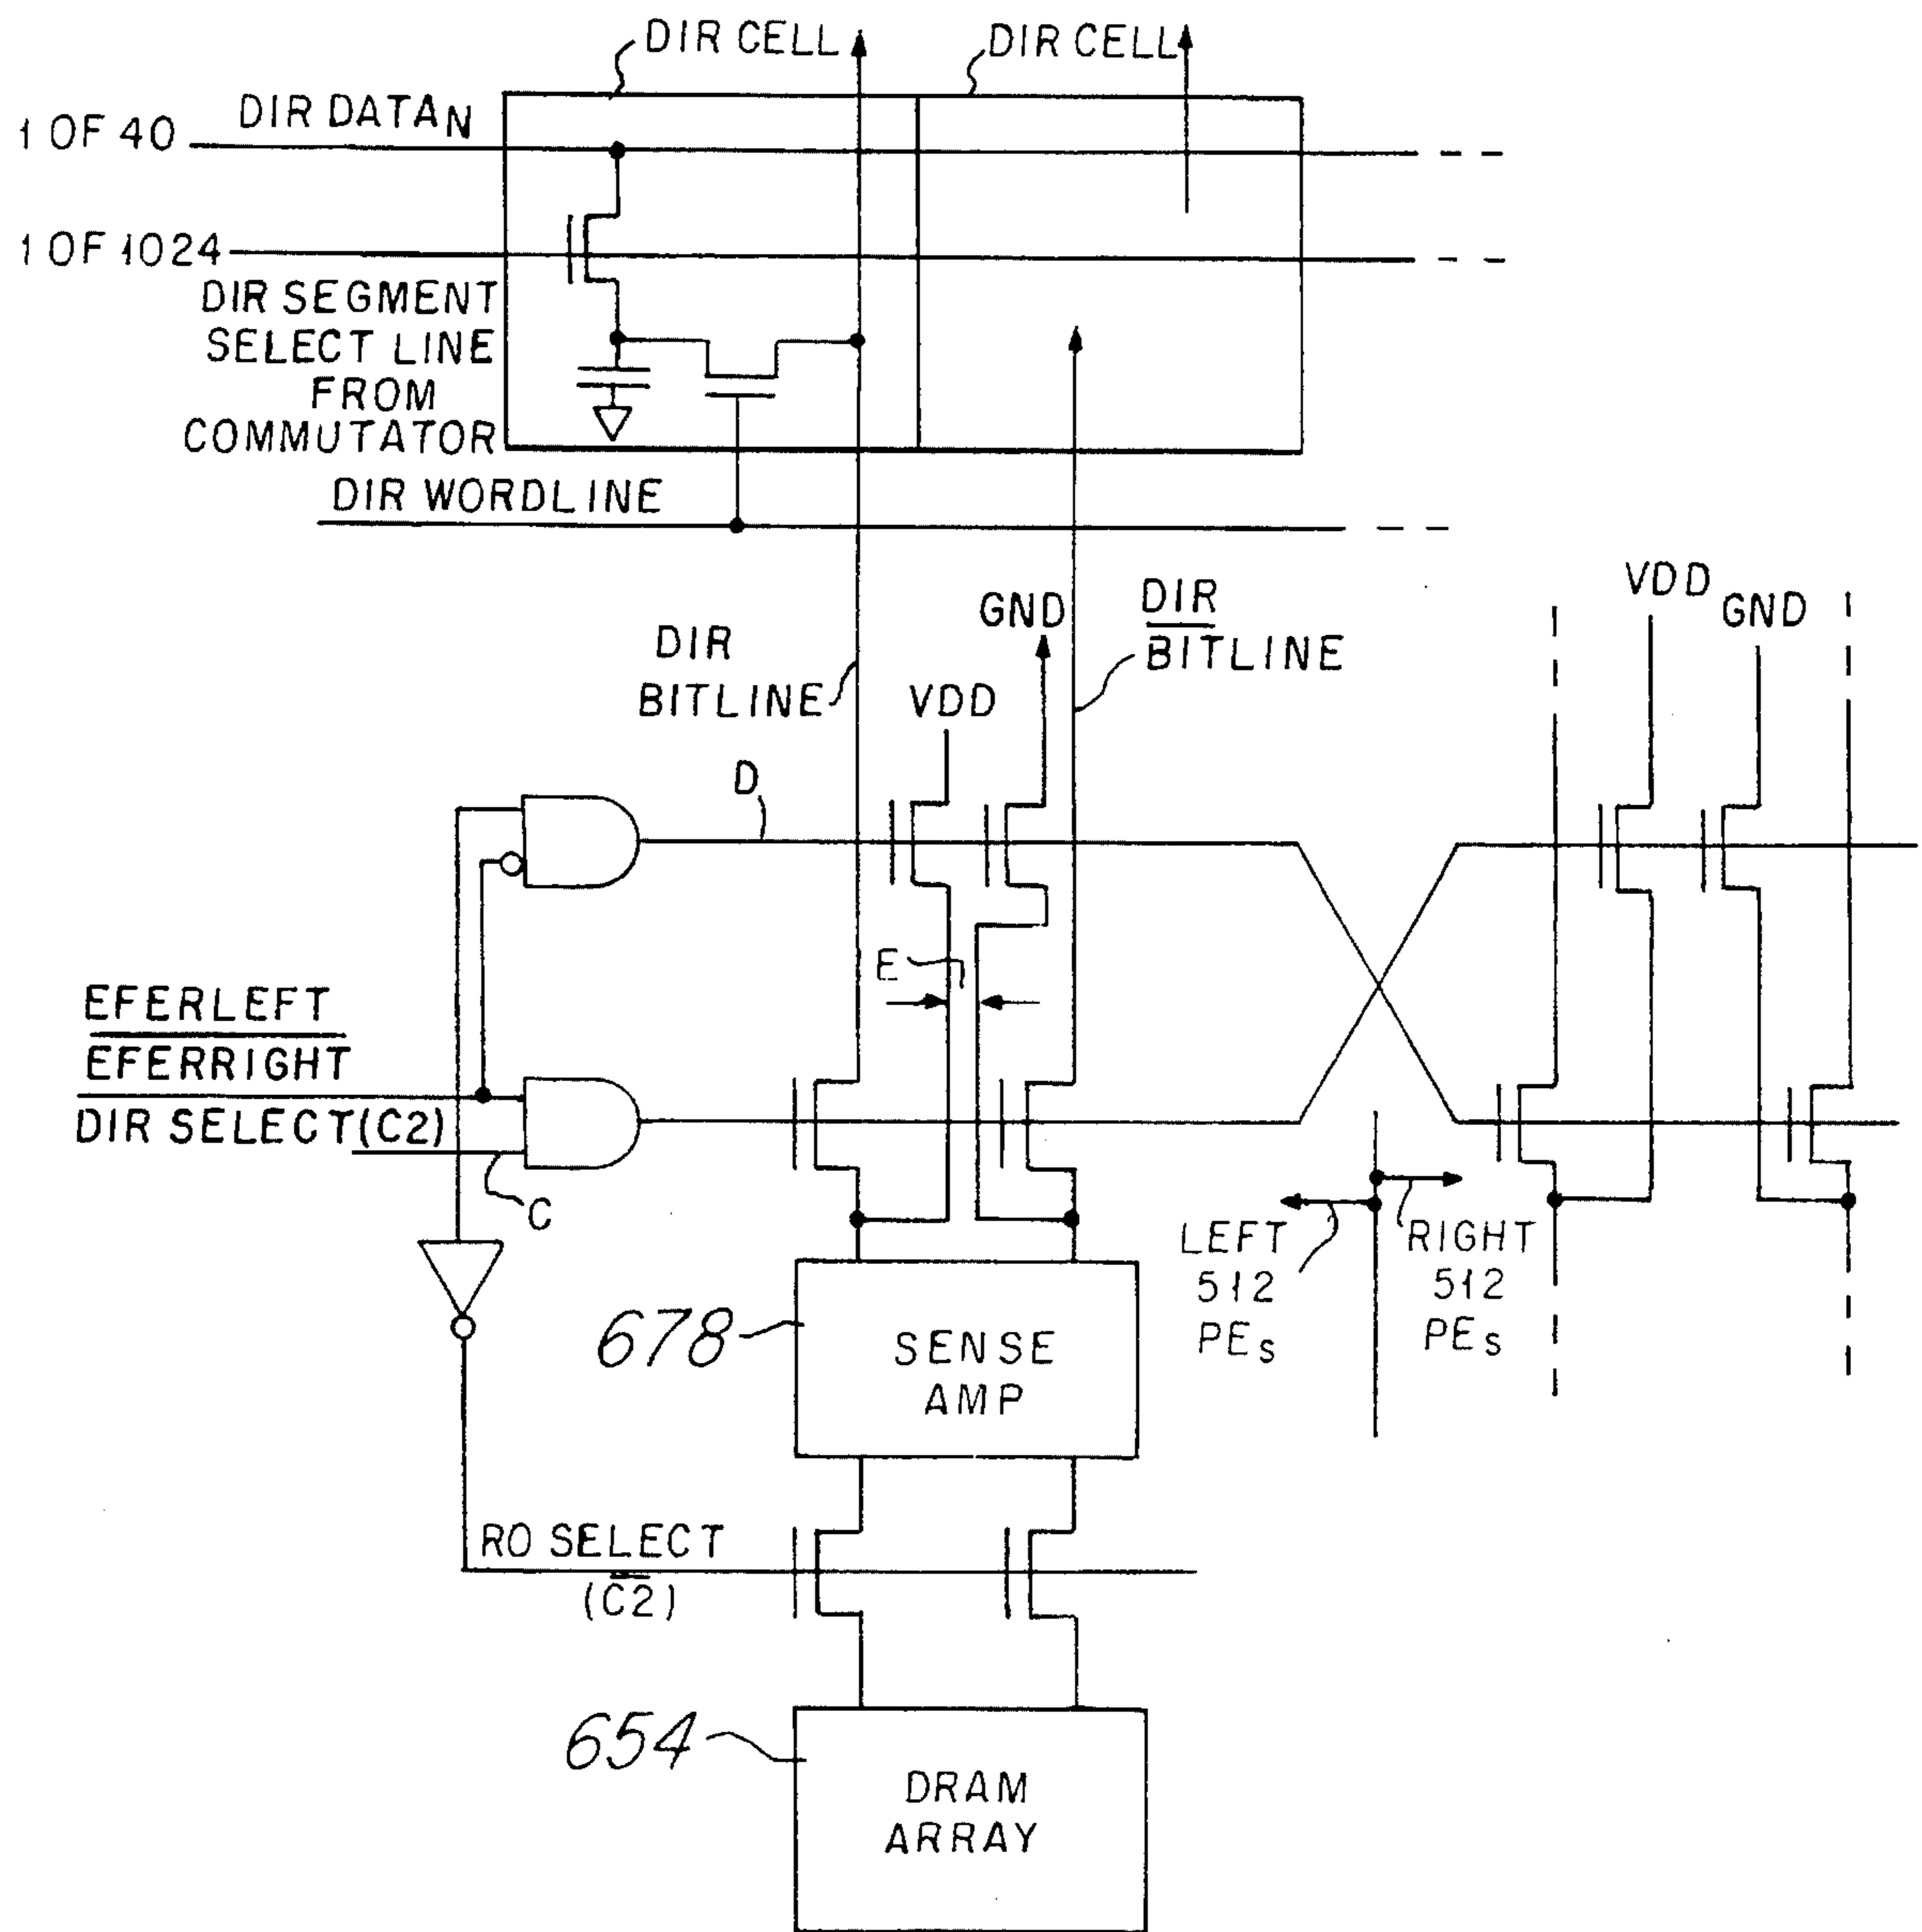 DIR CELL
DIR CELL
1 OF 40
DIR DATA N
1 OF 1024
DIR SEGMENT
SELECT LINE
FROM
COMMUTATOR
DIR WORDLINE
VDD
GND
GND
DIR
BITLINE
DIR
BITLINE
VDD
D
E
EFERLEFT
EFERRIGHT
DIR SELECT(C2)
C
LEFT
512
PEs
RIGHT
512
PEs
678
SENSE
AMP
RO SELECT
(C2)
654
DRAM
ARRAY